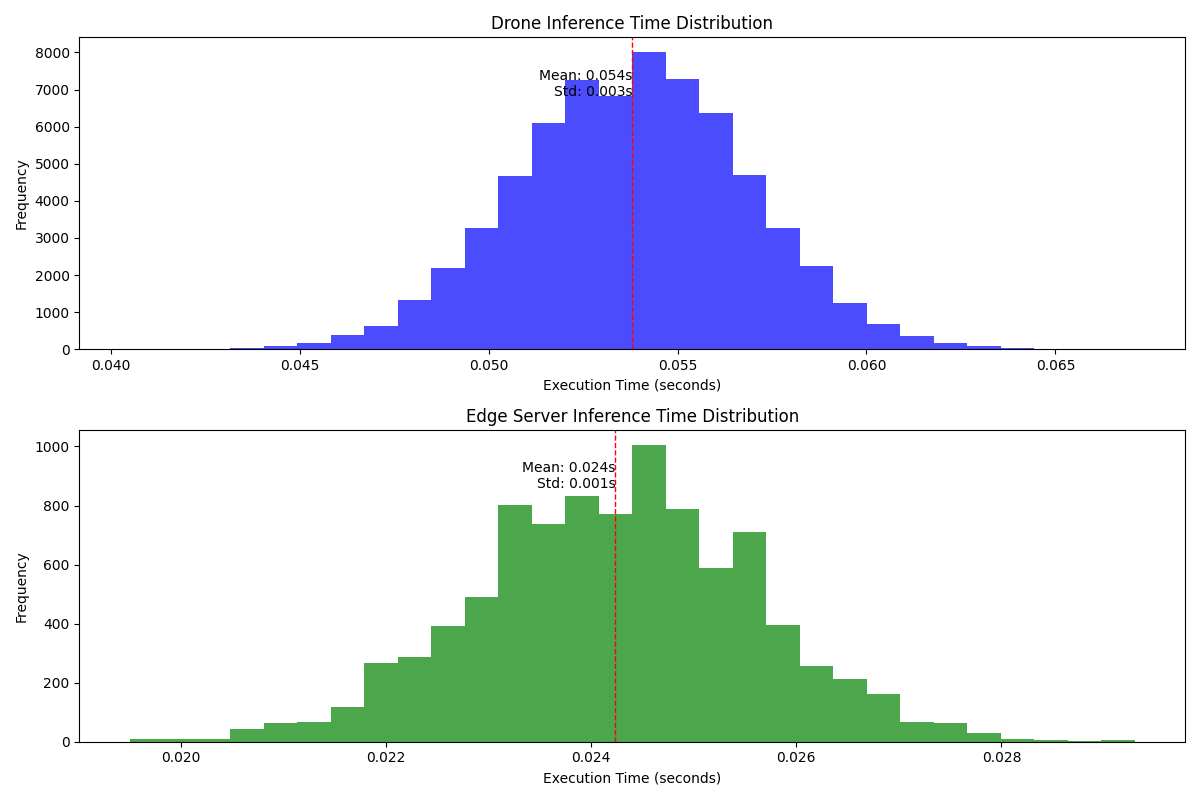 Drone Inference Time Distribution
8000
7000
6000
5000
4000
3000
2000
1000
0
Frequency
Mean: 0.054s
Std: 0.003s
0.040 0.045 0.050 0.055 0.060 0.065
Execution Time (seconds)
Edge Server Inference Time Distribution
1000
800
600
400
200
0
Frequency
Mean: 0.024s
Std: 0.001s
0.020 0.022 0.024 0.026 0.028
Execution Time (seconds)